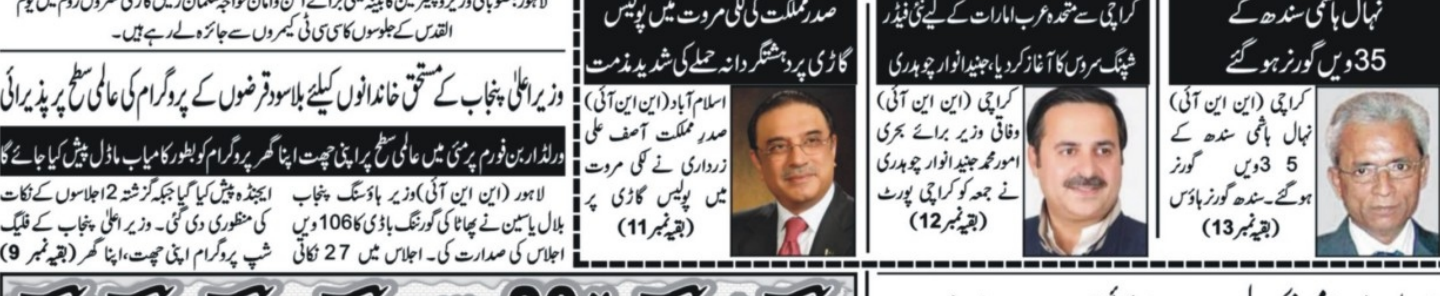 نہال ہاشمی سندھ کے
35 ویں گورنر ہوگئے
کراچی (این این آئی)
نہال ہاشمی سندھ کے
5 3ویں گورنر
ہوگئے۔ سندھ گورنر ہاؤس
(بقیہ نمبر 13)
کراچی سے متحدہ عرب امارات کے لیے نئی فیڈر
شپنگ سروس کا آغاز کردیا، جنید انوار چوہدری
کراچی (این این آئی)
وفاقی وزیر برائے بحری
امور محمد جنید انوار چوہدری
نے جمعہ کو کراچی پورٹ
(بقیہ نمبر 12)
صدر مملکت کی لکی مروت میں پولیس
گاڑی پر دہشتگردانہ حملے کی شدید مذمت
اسلام آباد (این این آئی)
صدر مملکت آصف علی
زرداری نے لکی مروت
میں پولیس گاڑی پر
(بقیہ نمبر 11)
القدس کے جلوسوں کا سی سی ٹی کیمروں سے جائزہ لے رہے ہیں۔
وزیراعلیٰ پنجاب کے مستحق خاندانوں کیلئے بلاسود قرضوں کے پروگرام کی عالمی سطح پر پذیرائی
ورلڈ اربن فورم پر مئی میں عالمی سطح پر اپنی چھت اپنا گھر پروگرام کو بطور کامیاب ماڈل پیش کیا جائے گا
لاہور (این این آئی) وزیر ہاؤسنگ پنجاب
بلال یاسین نے پھاٹا کی گورننگ باڈی کا 106 ویں
اجلاس کی صدارت کی۔ اجلاس میں 27 نکاتی
ایجنڈہ پیش کیا گیا جبکہ گزشتہ 2 اجلاسوں کے نکات
کی منظوری دی گئی۔ وزیر اعلیٰ پنجاب کے فلیگ
شپ پروگرام اپنی چھت، اپنا گھر (بقیہ نمبر 9)